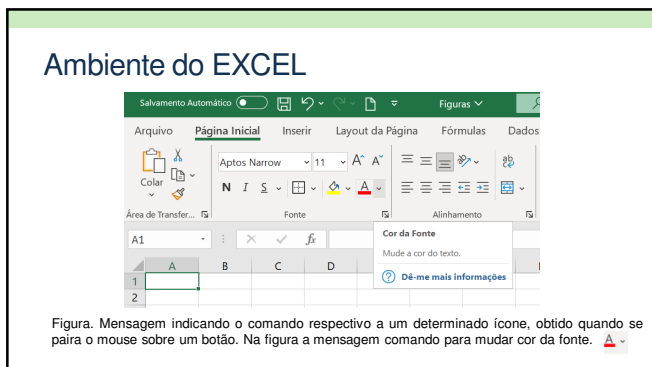 Ambiente do EXCEL
Salvamento Automático Figuras
Arquivo Página Inicial Inserir Layout da Página Fórmulas Dados
Colar Aptos Narrow 11 A A ab
N I S A
Área de Transfer... Fonte Alinhamento
A1 fx
Cor da Fonte
Mude a cor do texto.
Dê-me mais informações
A B C D
1
2
Figura. Mensagem indicando o comando respectivo a um determinado ícone, obtido quando se
paira o mouse sobre um botão. Na figura a mensagem comando para mudar cor da fonte. A